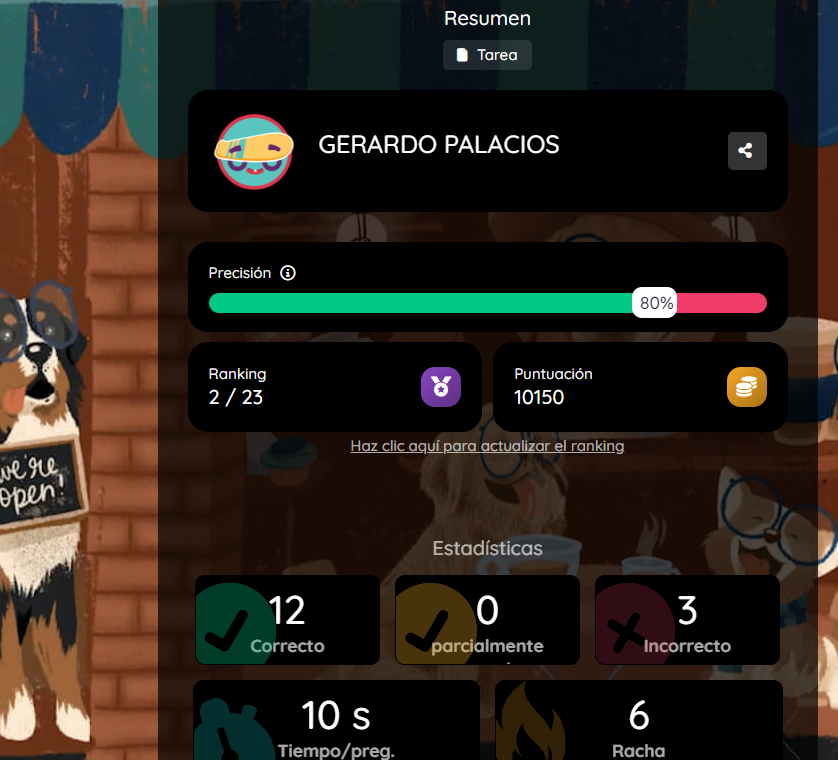 Resumen
Tarea
GERARDO PALACIOS
Precisión
80%
Ranking
2 / 23
Puntuación
10150
Haz clic aquí para actualizar el ranking
we're
open!
Estadísticas
12
Correcto
0
parcialmente
3
Incorrecto
10 s
Tiempo/preg.
6
Racha